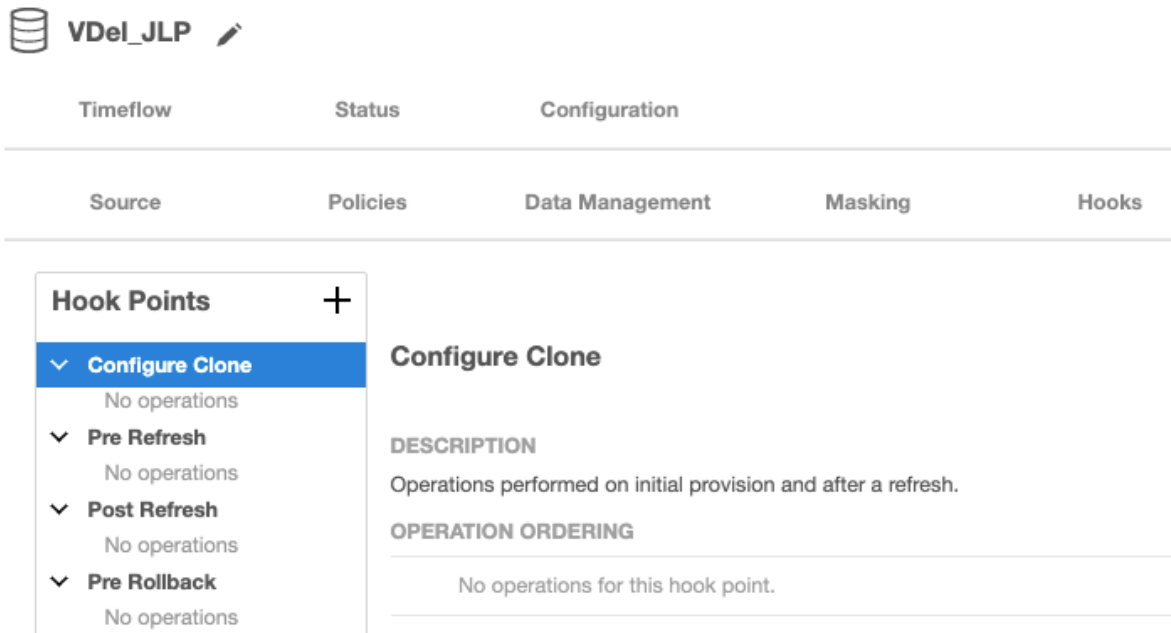 VDel_JLP
Timeflow Status Configuration
Source Policies Data Management Masking Hooks
Hook Points
Configure Clone
No operations
Pre Refresh
No operations
Post Refresh
No operations
Pre Rollback
No operations
Configure Clone
DESCRIPTION
Operations performed on initial provision and after a refresh.
OPERATION ORDERING
No operations for this hook point.